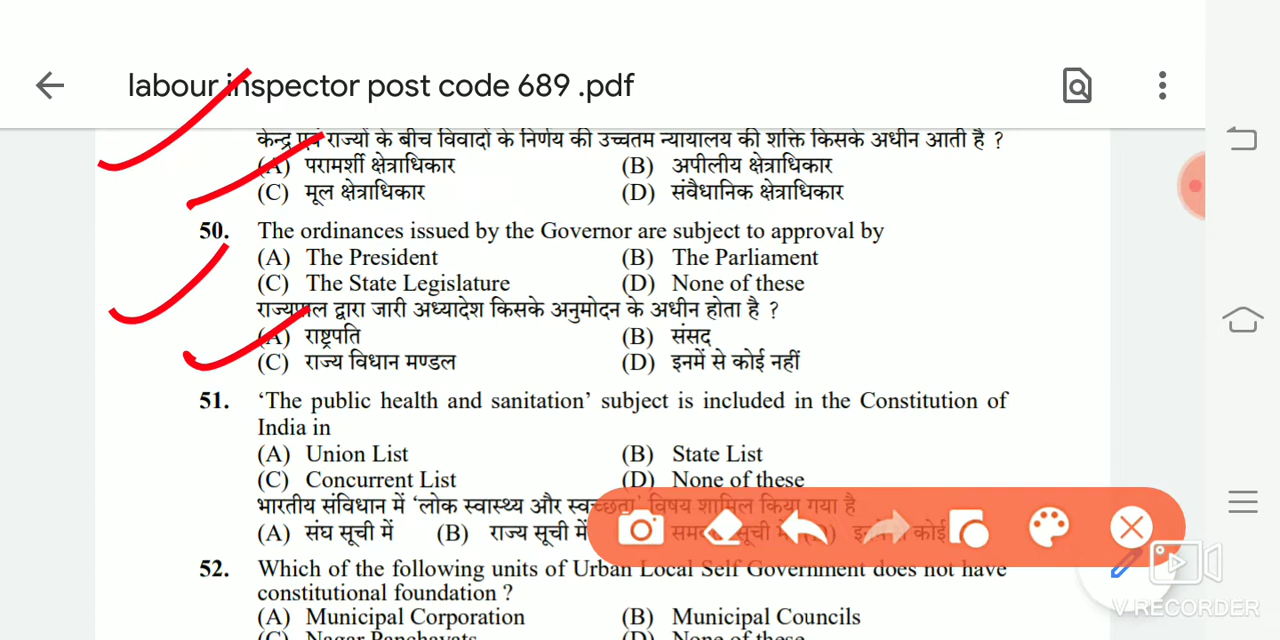 labour inspector post code 689 .pdf
केन्द्र एवं राज्यों के बीच विवादों के निर्णय की उच्चतम न्यायालय की शक्ति किसके अधीन आती है ?
(A) परामर्शी क्षेत्राधिकार (B) अपीलीय क्षेत्राधिकार
(C) मूल क्षेत्राधिकार (D) संवैधानिक क्षेत्राधिकार
50. The ordinances issued by the Governor are subject to approval by
(A) The President (B) The Parliament
(C) The State Legislature (D) None of these
राज्यपाल द्वारा जारी अध्यादेश किसके अनुमोदन के अधीन होता है ?
(A) राष्ट्रपति (B) संसद
(C) राज्य विधान मण्डल (D) इनमें से कोई नहीं
51. ‘The public health and sanitation’ subject is included in the Constitution of
India in
(A) Union List (B) State List
(C) Concurrent List (D) None of these
भारतीय संविधान में ‘लोक स्वास्थ्य और स्वच्छता’ विषय शामिल किया गया है
(A) संघ सूची में (B) राज्य सूची में
52. Which of the following units of Urban Local Self Government does not have
constitutional foundation ?
(A) Municipal Corporation (B) Municipal Councils
(C) Nagar Panchayats (D) None of these
V RECORDER